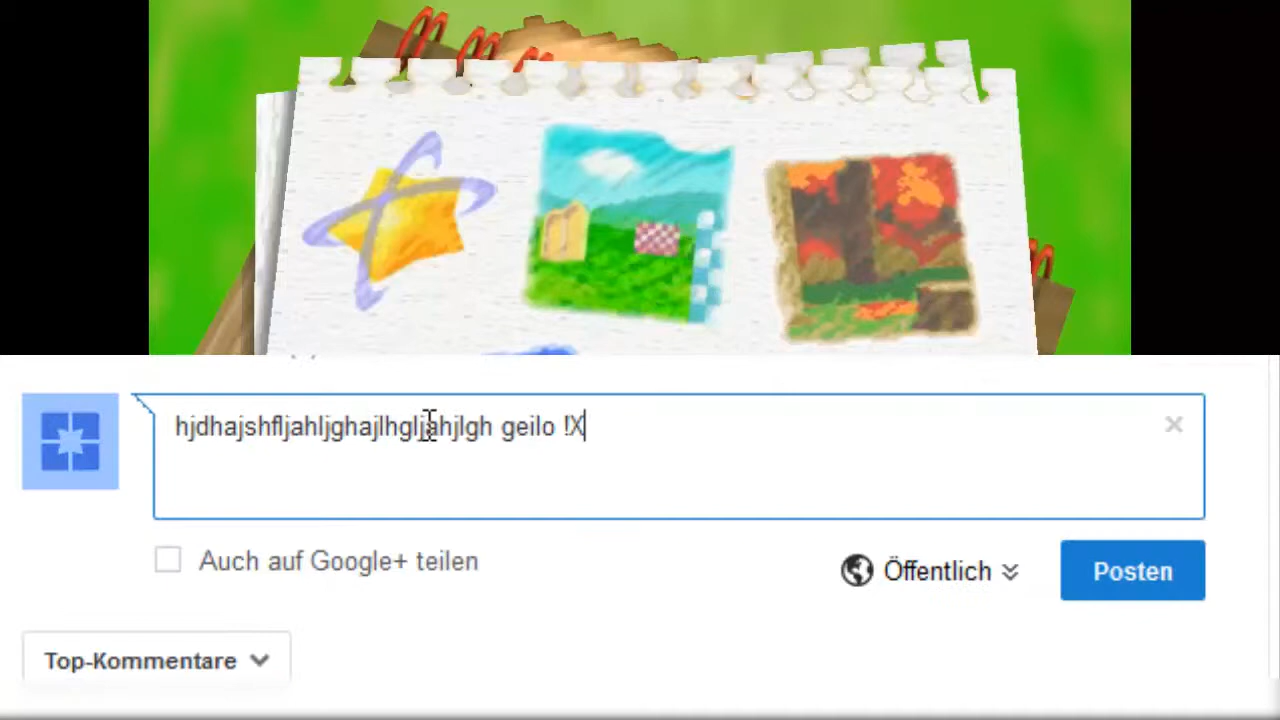 hjdhajshfljahljghajlhgljahjlgh geilo !X
Auch auf Google+ teilen
Öffentlich
Posten
Top-Kommentare